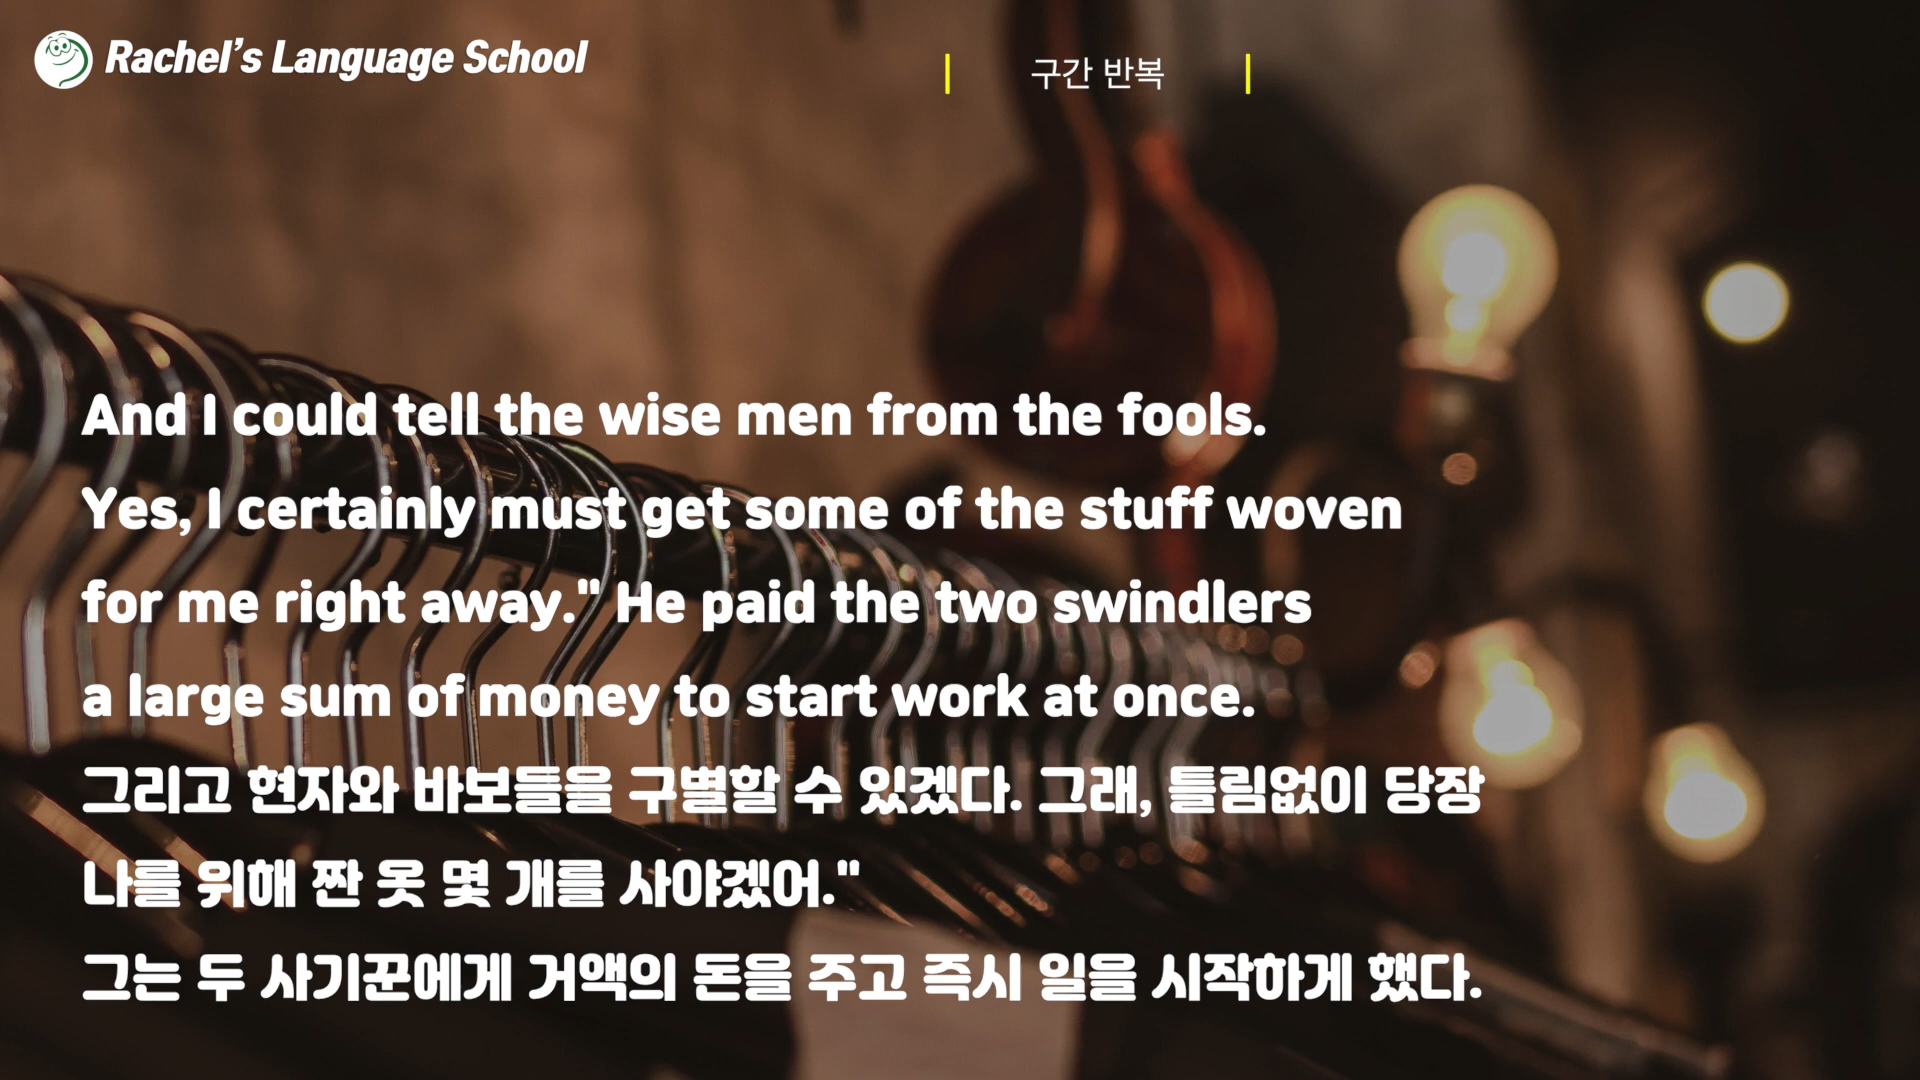 Rachel's Language School
구간 반복
And I could tell the wise men from the fools.
Yes, I certainly must get some of the stuff woven
for me right away." He paid the two swindlers
a large sum of money to start work at once.
그리고 현자와 바보들을 구별할 수 있겠다. 그래, 틀림없이 당장
나를 위해 짠 옷 몇 개를 사야겠어."
그는 두 사기꾼에게 거액의 돈을 주고 즉시 일을 시작하게 했다.